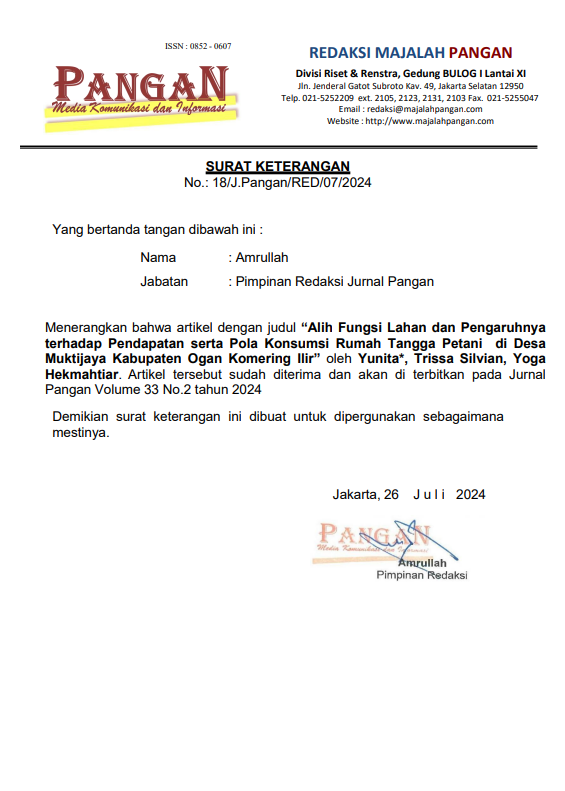 ISSN : 0852 - 0607
PANGAN
Media Komunikasi dan Informasi
REDAKSI MAJALAH PANGAN
Divisi Riset & Renstra, Gedung BULOG I Lantai XI
Jln. Jenderal Gatot Subroto Kav. 49, Jakarta Selatan 12950
Telp. 021-5252209 ext. 2105, 2123, 2131, 2103 Fax. 021-5255047
Email : redaksi@majalahpangan.com
Website : http://www.majalahpangan.com
SURAT KETERANGAN
No.: 18/J.Pangan/RED/07/2024
Yang bertanda tangan dibawah ini :
Nama : Amrullah
Jabatan : Pimpinan Redaksi Jurnal Pangan
Menerangkan bahwa artikel dengan judul “Alih Fungsi Lahan dan Pengaruhnya
terhadap Pendapatan serta Pola Konsumsi Rumah Tangga Petani di Desa
Muktijaya Kabupaten Ogan Komering Ilir” oleh Yunita*, Trissa Silvian, Yoga
Hekmahtiar. Artikel tersebut sudah diterima dan akan di terbitkan pada Jurnal
Pangan Volume 33 No.2 tahun 2024
Demikian surat keterangan ini dibuat untuk dipergunakan sebagaimana
mestinya.
Jakarta, 26 J u l i 2024
PANGAN
Media Komunikasi dan Informasi
Amrullah
Pimpinan Redaksi